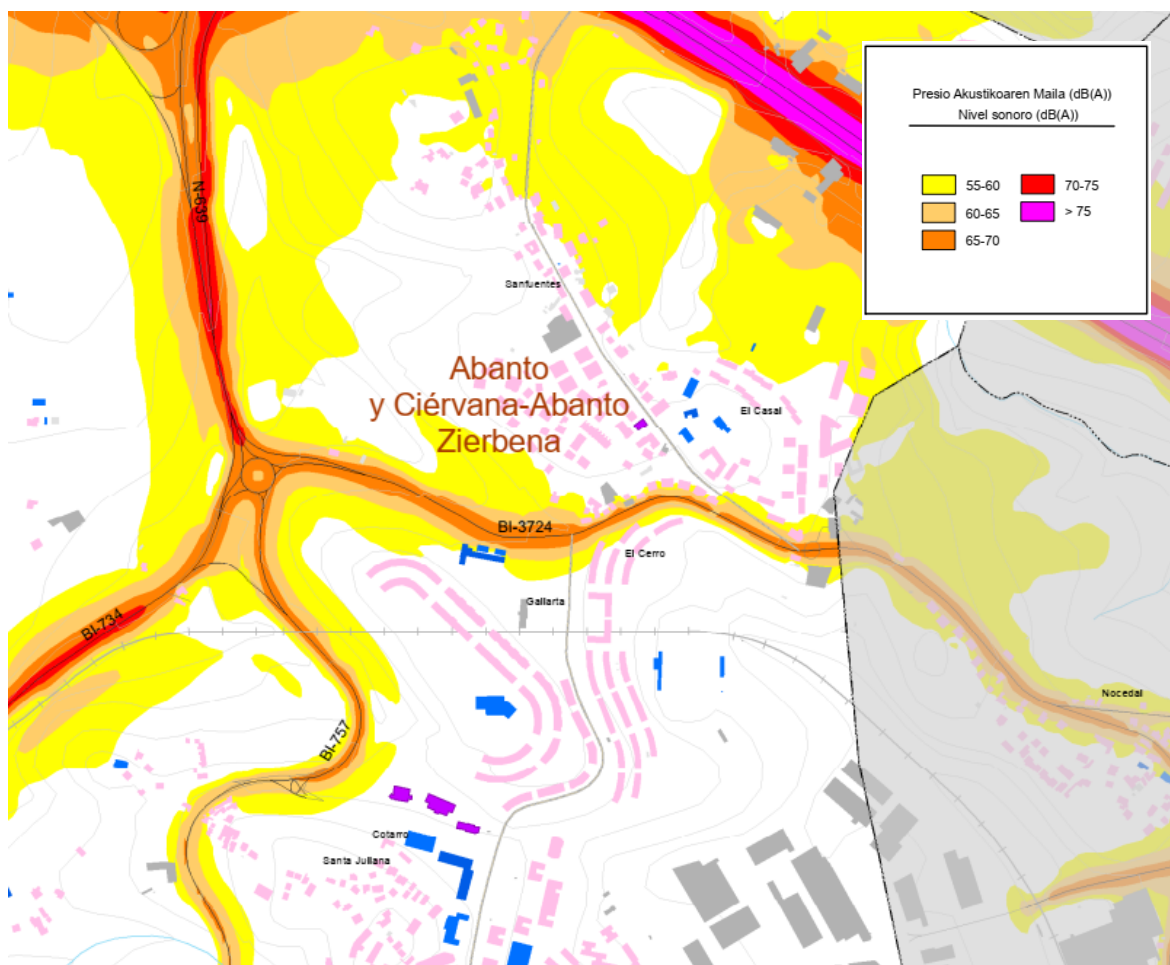 Presio Akustikoaren Maila (dB(A))
Nivel sonoro (dB(A))
55-60
70-75
60-65
> 75
65-70
N-639
Sanfuentes
Abanto
y Ciérvana-Abanto
Zierbena
El Casal
BI-3724
El Cerro
Gallarta
BI-734
Nocedal
BI-757
Cotarro
Santa Juliana